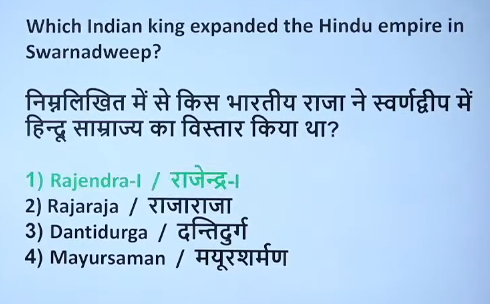 Which Indian king expanded the Hindu empire in
Swarnadweep?
निम्नलिखित में से किस भारतीय राजा ने स्वर्णद्वीप में
हिन्दू साम्राज्य का विस्तार किया था?
1) Rajendra-I / राजेन्द्र-I
2) Rajaraja / राजाराजा
3) Dantidurga / दन्तिदुर्ग
4) Mayursaman / मयूरशर्मण